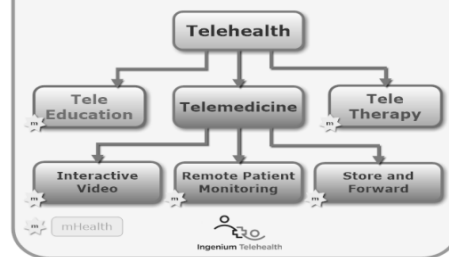 Telehealth
Tele
Education
Telemedicine
Tele
Therapy
m
m
Interactive
Video
Remote Patient
Monitoring
Store and
Forward
m
m
m
m mHealth
Ingenium Telehealth